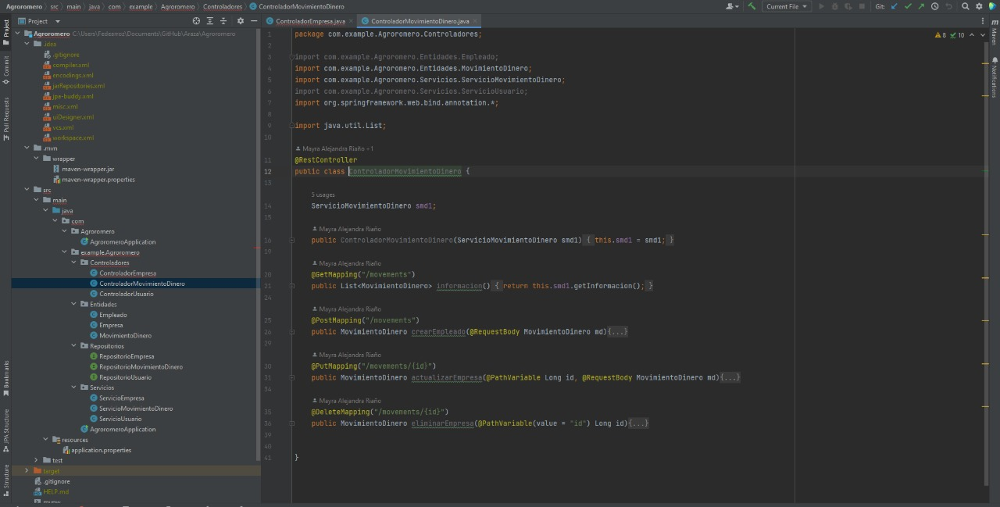 Agroromero src main java com example Agroromero Controladores ControladorMovimientoDinero
Current File
Git:
Project
Commit
Pull Requests
Bookmarks
JPA Structure
Structure
Project
Agroromero C:\Users\Fedearros\Documents\GitHub\Araza\Agroromero
.idea
.gitignore
compiler.xml
encodings.xml
jarRepositories.xml
jpa-buddy.xml
misc.xml
uiDesigner.xml
vcs.xml
workspace.xml
.mvn
wrapper
maven-wrapper.jar
maven-wrapper.properties
src
main
java
com
Agroromero
AgroromeroApplication
example.Agroromero
Controladores
ControladorEmpresa
ControladorMovimientoDinero
ControladorUsuario
Entidades
Empleado
Empresa
MovimientoDinero
Repositorios
RepositorioEmpresa
RepositorioMovimientoDinero
RepositorioUsuario
Servicios
ServicioEmpresa
ServicioMovimientoDinero
ServicioUsuario
AgroromeroApplication
resources
application.properties
test
target
.gitignore
HELP.md
mvnw
ControladorEmpresa.java ControladorMovimientoDinero.java
8 10
1 package com.example.Agroromero.Controladores;
2
3 import com.example.Agroromero.Entidades.Empleado;
4 import com.example.Agroromero.Entidades.MovimientoDinero;
5 import com.example.Agroromero.Servicios.ServicioMovimientoDinero;
6 import com.example.Agroromero.Servicios.ServicioUsuario;
7 import org.springframework.web.bind.annotation.*;
8
9 import java.util.List;
10
Mayra Alejandra Riaño +1
11 @RestController
12 public class ControladorMovimientoDinero {
13
5 usages
14 ServicioMovimientoDinero smd1;
15
Mayra Alejandra Riaño
16 public ControladorMovimientoDinero(ServicioMovimientoDinero smd1) { this.smd1 = smd1; }
19
Mayra Alejandra Riaño
20 @GetMapping("/movements")
21 public List<MovimientoDinero> informacion() { return this.smd1.getInformacion(); }
24
Mayra Alejandra Riaño
25 @PostMapping("/movements")
26 public MovimientoDinero crearEmpleado(@RequestBody MovimientoDinero md){...}
29
Mayra Alejandra Riaño
30 @PutMapping("/movements/{id}")
31 public MovimientoDinero actualizarEmpresa(@PathVariable Long id, @RequestBody MovimientoDinero md){...}
34
Mayra Alejandra Riaño
35 @DeleteMapping("/movements/{id}")
36 public MovimientoDinero eliminarEmpresa(@PathVariable(value = "id") Long id){...}
39
40
41 }
Maven
Notifications